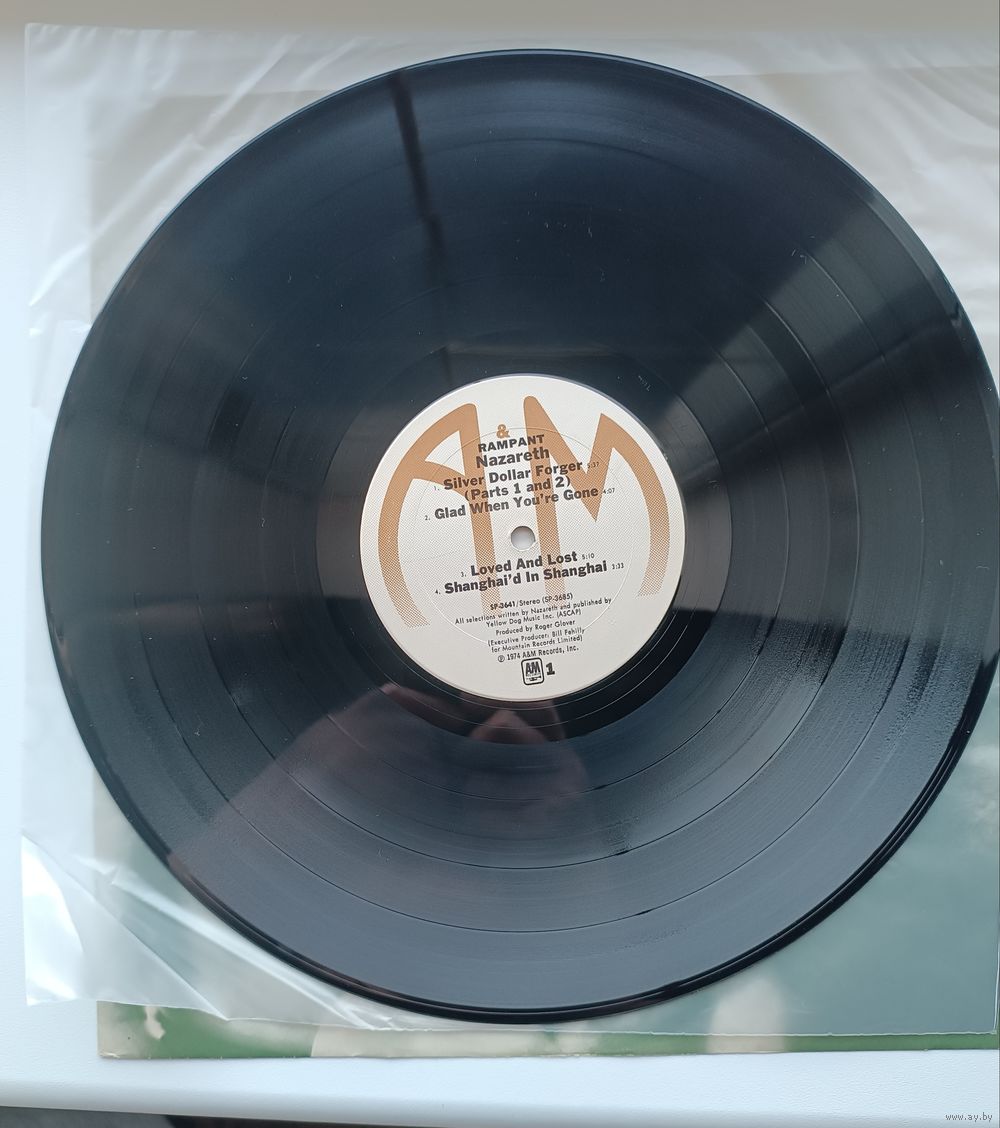 &
RAMPANT
Nazareth
1. Silver Dollar Forger 5:37
(Parts 1 and 2)
2. Glad When You're Gone 4:07
3. Loved And Lost 5:10
4. Shanghai'd In Shanghai 3:33
SP-3641/Stereo (SP-3685)
All selections written by Nazareth and published by
Yellow Dog Music Inc. (ASCAP)
Produced by Roger Glover
(Executive Producer: Bill Fehilly
for Mountain Records Limited)
℗ 1974 A&M Records, Inc.
AM 1
www.ay.by